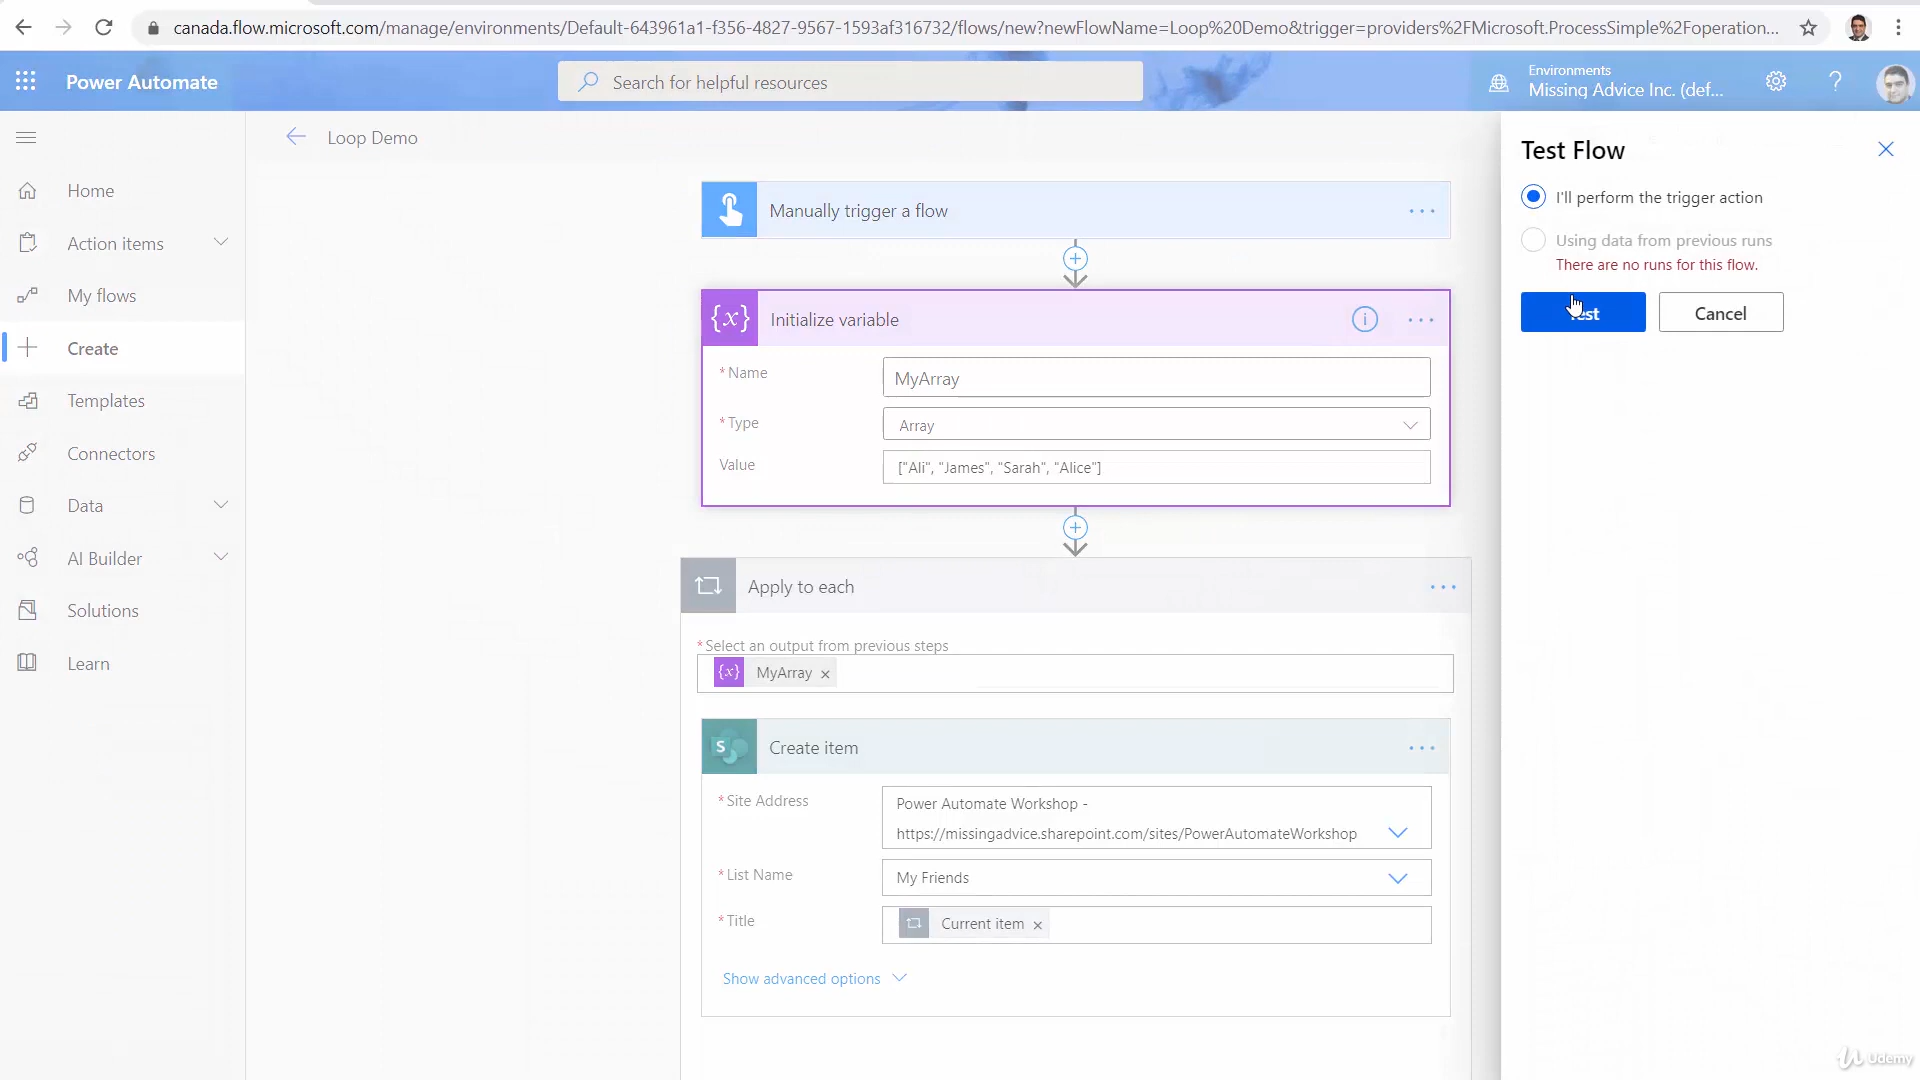 canada.flow.microsoft.com/manage/environments/Default-643961a1-f356-4827-9567-1593af316732/flows/new?newFlowName=Loop%20Demo&trigger=providers%2FMicrosoft.ProcessSimple%2Foperation...
Power Automate
Search for helpful resources
Environments
Missing Advice Inc. (def...
?
Loop Demo
Home
Action items
My flows
Create
Templates
Connectors
Data
AI Builder
Solutions
Learn
Manually trigger a flow
{x} Initialize variable
* Name
MyArray
* Type
Array
Value
["Ali", "James", "Sarah", "Alice"]
Apply to each
* Select an output from previous steps
{x} MyArray ×
S Create item
* Site Address
Power Automate Workshop -
https://missingadvice.sharepoint.com/sites/PowerAutomateWorkshop
* List Name
My Friends
* Title
Current item ×
Show advanced options
Test Flow
I'll perform the trigger action
Using data from previous runs
There are no runs for this flow.
Cancel
Udemy